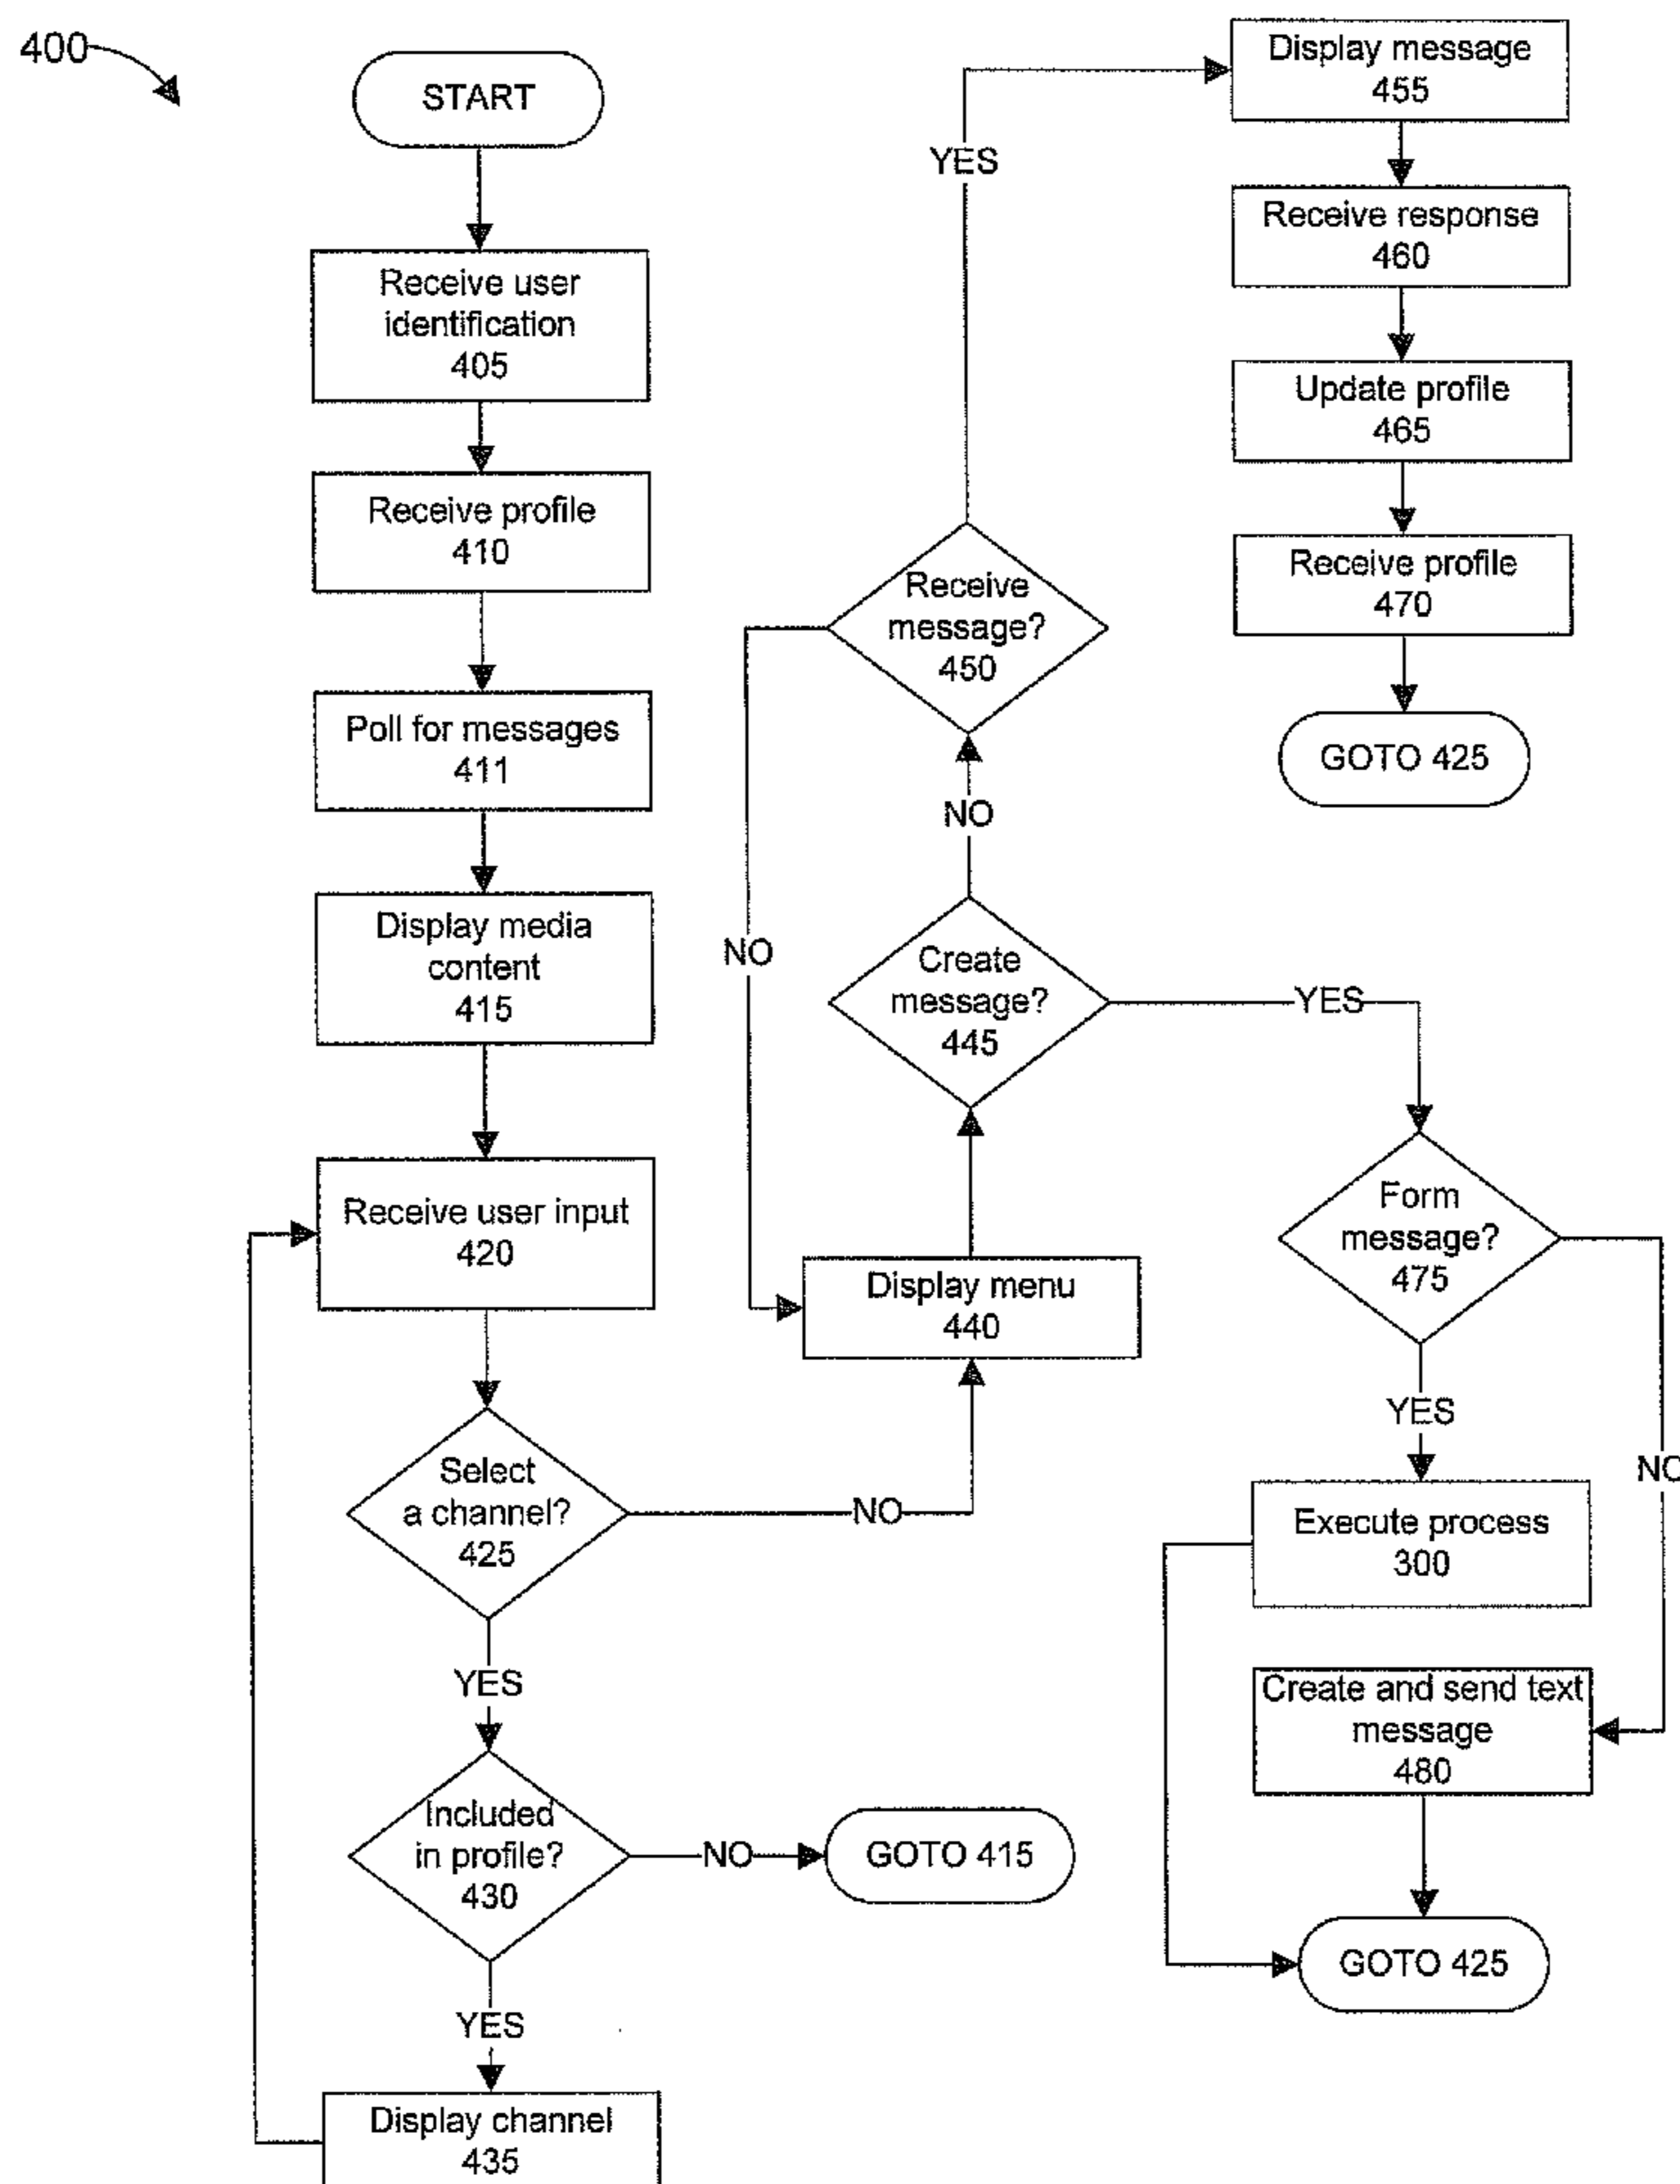 400
START
Receive user
identification
405
Receive profile
410
Poll for messages
411
Display media
content
415
Receive user input
420
Select
a channel?
425
NO
YES
Included
in profile?
430
NO
GOTO 415
YES
Display channel
435
Display menu
440
Create
message?
445
NO
YES
Receive
message?
450
NO
YES
Display message
455
Receive response
460
Update profile
465
Receive profile
470
GOTO 425
Form
message?
475
YES
NO
Execute process
300
Create and send text
message
480
GOTO 425